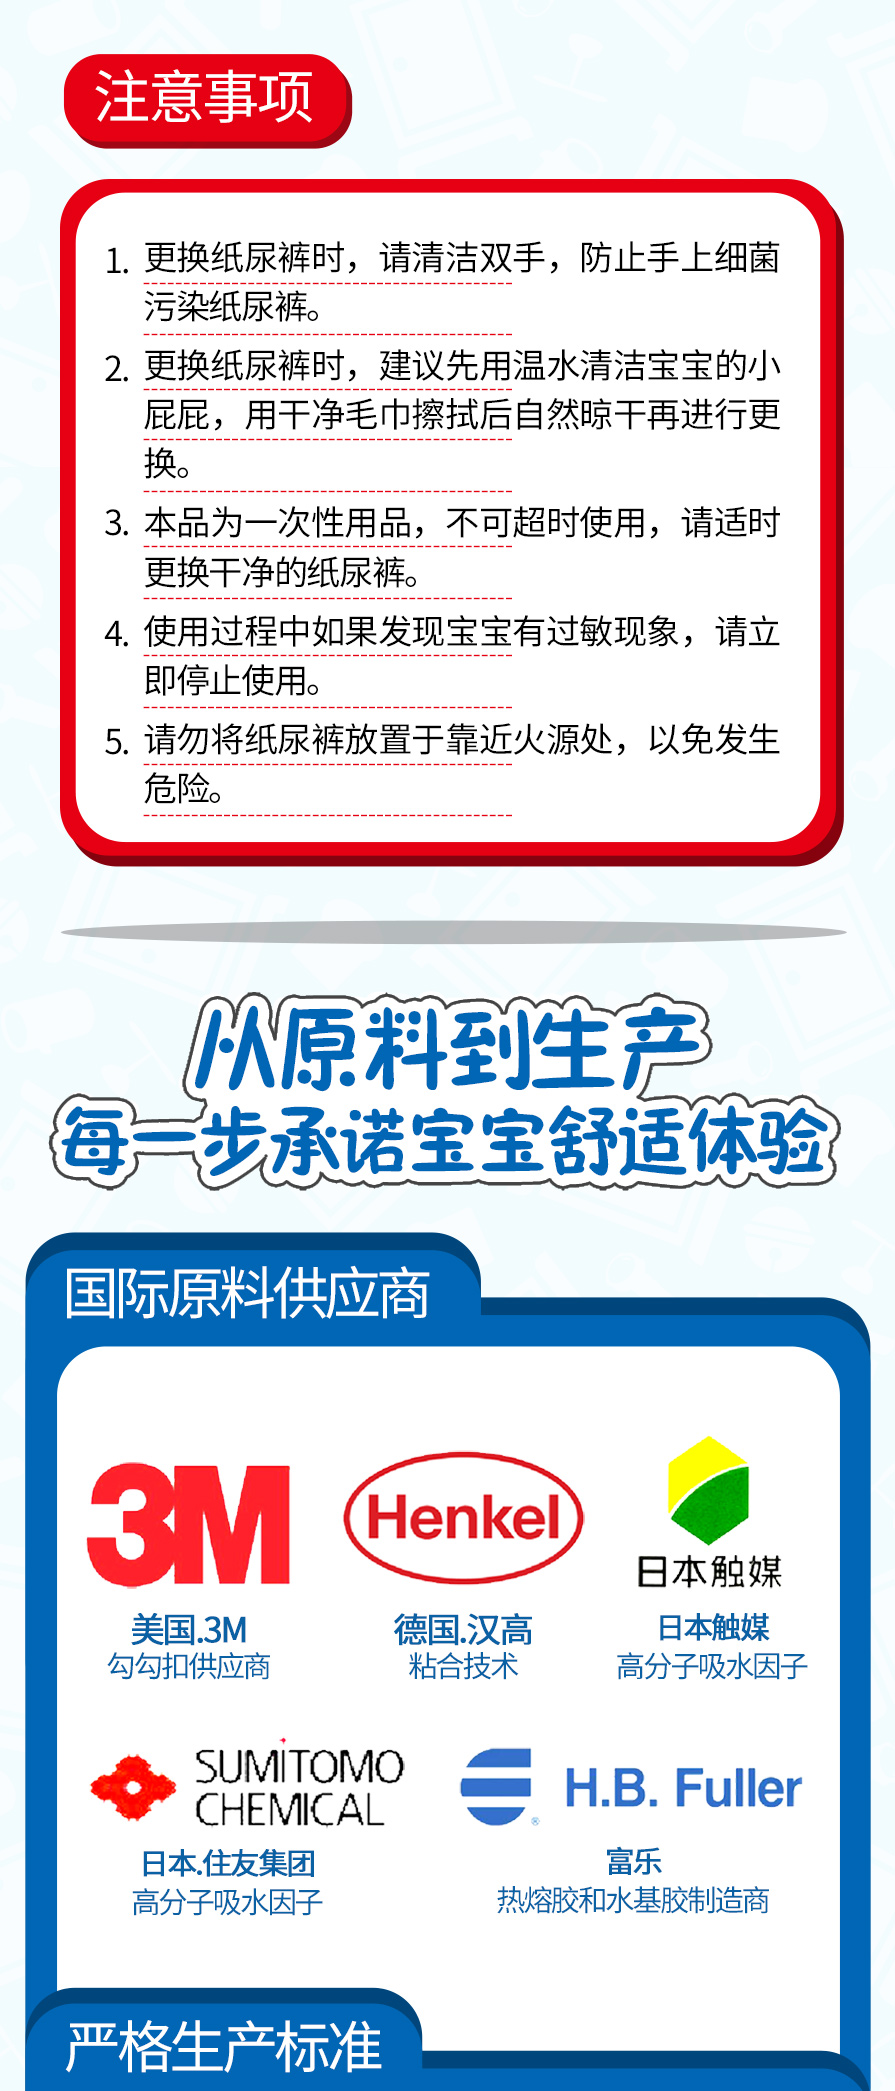 注意事项
1. 更换纸尿裤时，请清洁双手，防止手上细菌
污染纸尿裤。
2. 更换纸尿裤时，建议先用温水清洁宝宝的小
屁屁，用干净毛巾擦拭后自然晾干再进行更
换。
3. 本品为一次性用品，不可超时使用，请适时
更换干净的纸尿裤。
4. 使用过程中如果发现宝宝有过敏现象，请立
即停止使用。
5. 请勿将纸尿裤放置于靠近火源处，以免发生
危险。
从原料到生产
每一步承诺宝宝舒适体验
国际原料供应商
3M
Henkel
日本触媒
美国.3M
德国.汉高
日本触媒
勾勾扣供应商
粘合技术
高分子吸水因子
SUMITOMO
CHEMICAL
H.B. Fuller
®
日本.住友集团
富乐
高分子吸水因子
热熔胶和水基胶制造商
严格生产标准